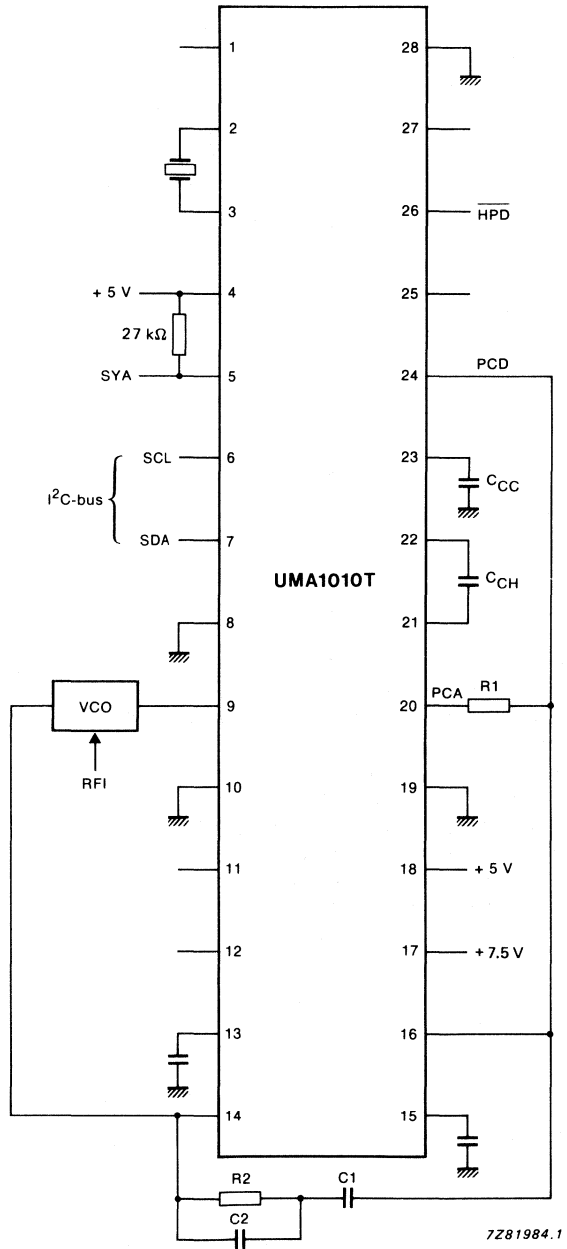 1
28
2
27
3
HPD
26
+ 5 V
4
25
27 kΩ
SYA
5
24
PCD
SCL
6
23
C_CC
I²C-bus
SDA
7
22
UMA1010T
C_CH
8
21
VCO
9
20
PCA
R1
RFI
10
19
11
18
+ 5 V
12
17
+ 7.5 V
13
16
14
15
R2
C1
C2
7Z81984.1